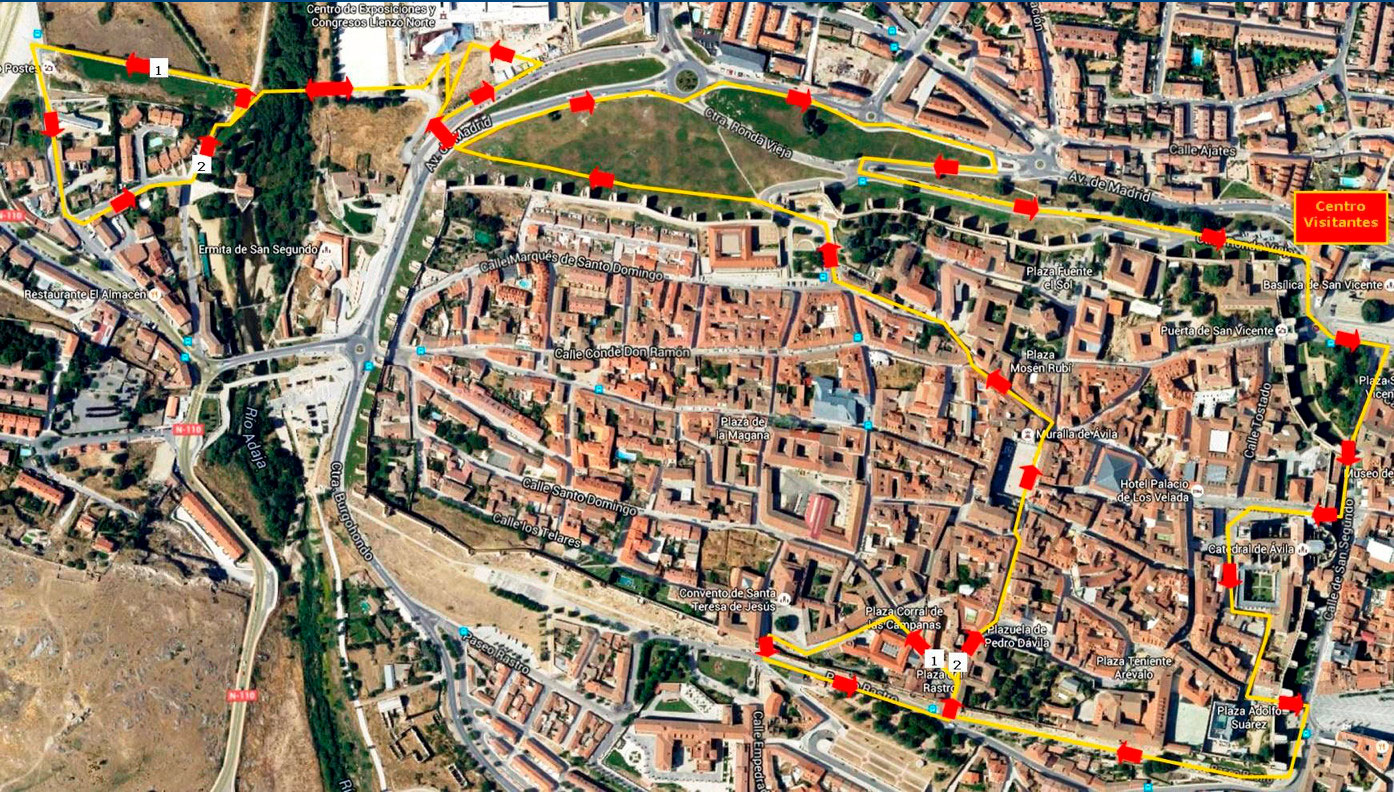 Centro de Exposiciones y
Congresos Lienzo Norte
Postes
1
2
N-110
Av. de Madrid
Ctra. Ronda Vieja
Calle Ajates
Av. de Madrid
Centro
Visitantes
Ermita de San Segundo
Restaurante El Almacén
Calle Marqués de Santo Domingo
Plaza Fuente
el Sol
Basílica de San Vicente
Puerta de San Vicente
Calle Conde Don Ramón
Plaza
Mosén Rubí
Plaza de
la Magana
Muralla de Ávila
Calle Tostado
Hotel Palacio
de Los Velada
Museo de
N-110
Río Adaja
Ctra. Burgohondo
Calle Santo Domingo
Calle los Telares
Catedral de Ávila
Calle de San Segundo
Convento de Santa
Teresa de Jesús
Plaza Corral de
las Campanas
Plazuela de
Pedro Dávila
1
2
Plaza Teniente
Arévalo
Paseo Rastro
Rastro
Plaza Adolfo
Suárez
N-110